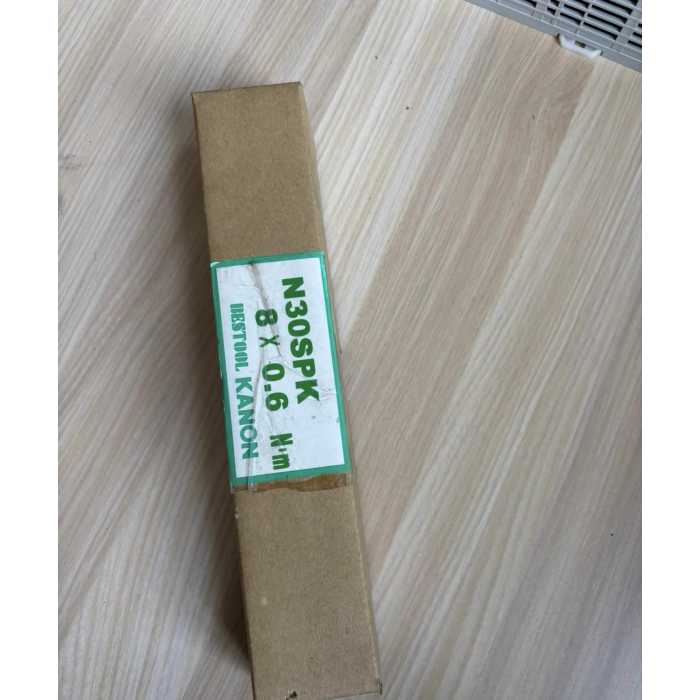 N30SPK
8 X 0.6 N·m
BESTOOL KANON